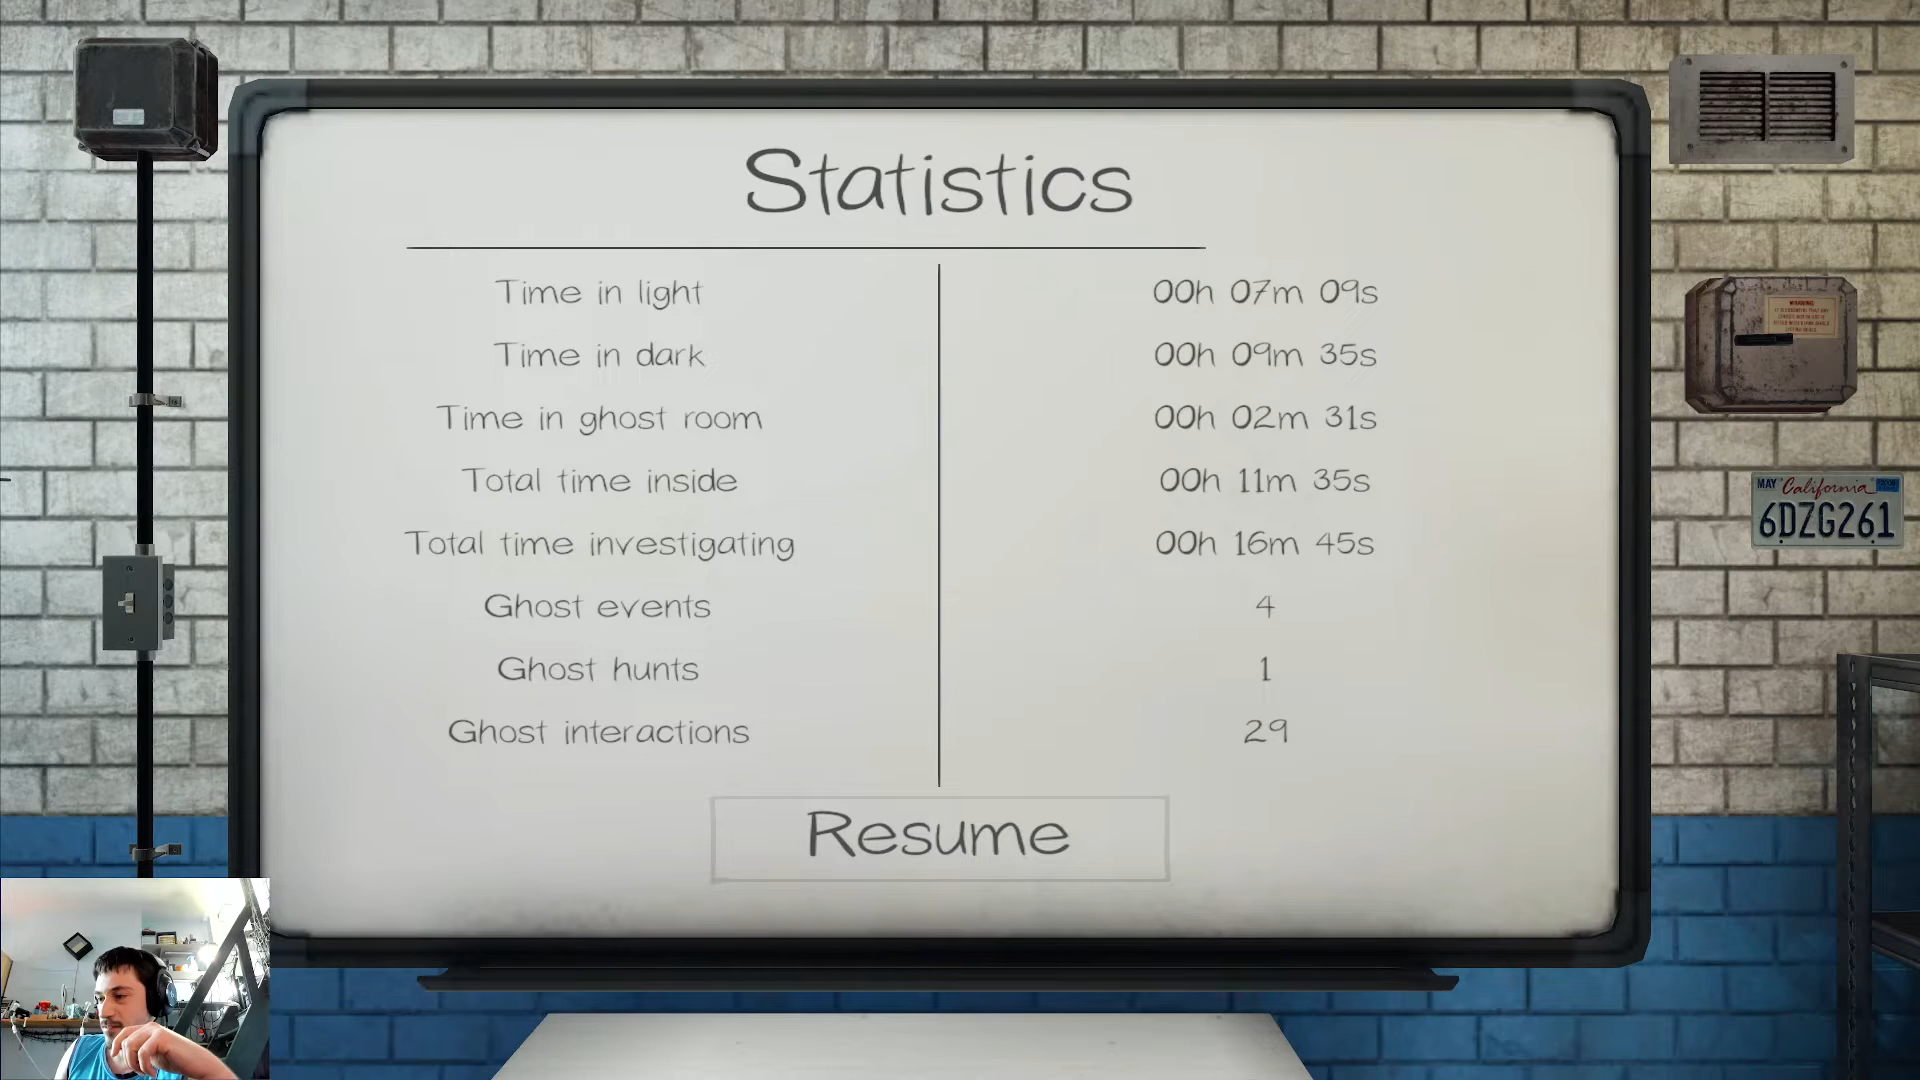 Statistics
Time in light 00h 07m 09s
Time in dark 00h 09m 35s
Time in ghost room 00h 02m 31s
Total time inside 00h 11m 35s
Total time investigating 00h 16m 45s
Ghost events 4
Ghost hunts 1
Ghost interactions 29
Resume
WARNING!
MAY California
6DZG261